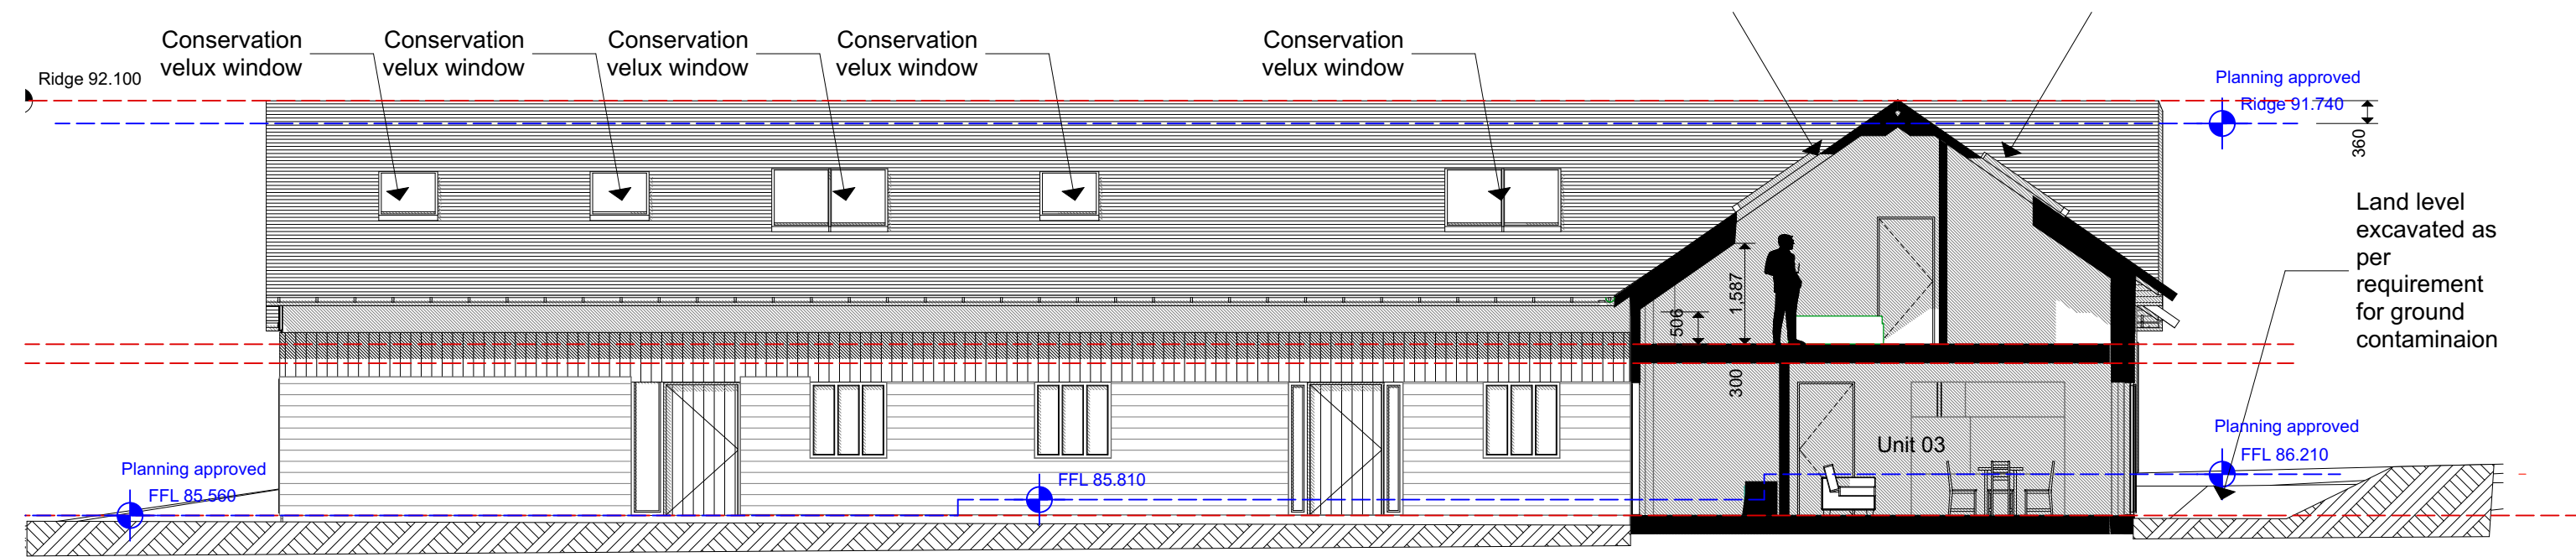 Conservation
velux window
Conservation
velux window
Conservation
velux window
Conservation
velux window
Conservation
velux window
Ridge 92.100
Planning approved
Ridge 91.740
360
Land level
excavated as
per
requirement
for ground
contaminaion
1,587
506
300
Unit 03
Planning approved
FFL 86.210
Planning approved
FFL 85.560
FFL 85.810